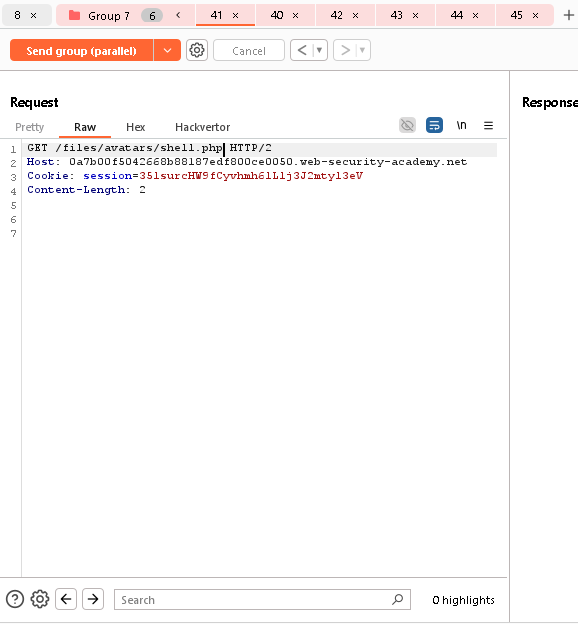 8 × Group 7 6 < 41 × 40 × 42 × 43 × 44 × 45 × +
Send group (parallel) Cancel < >
Request Response
Pretty Raw Hex Hackvertor \n
1 GET /files/avatars/shell.php HTTP/2
2 Host: 0a7b00f5042668b88187edf800ce0050.web-security-academy.net
3 Cookie: session=
4 Content-Length: 2
5
6
7
Search 0 highlights